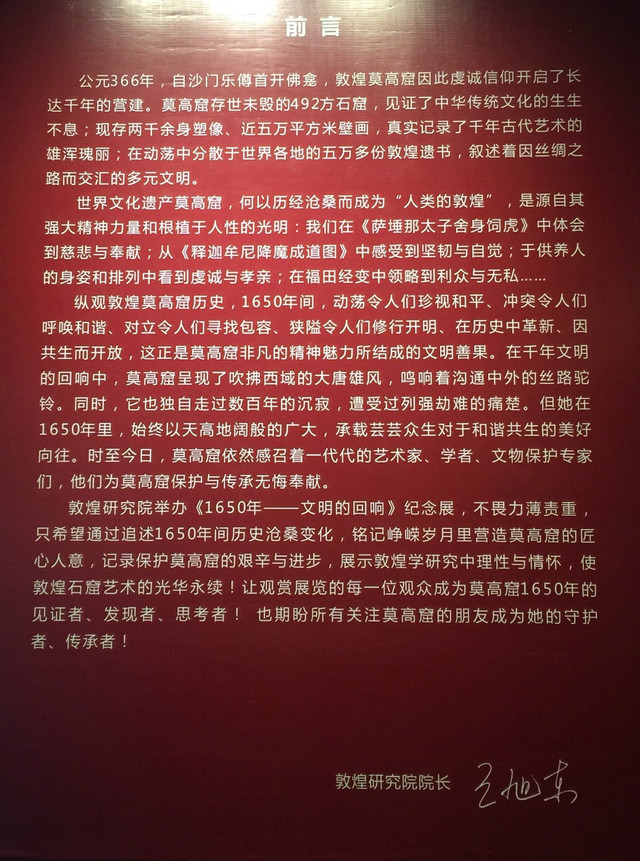 前言
公元366年，自沙门乐僔首开佛龛，敦煌莫高窟因此虔诚信仰开启了长
达千年的营建。莫高窟存世未毁的492方石窟，见证了中华传统文化的生生
不息；现存两千余身塑像、近五万平方米壁画，真实记录了千年古代艺术的
雄浑瑰丽；在动荡中分散于世界各地的五万多份敦煌遗书，叙述着因丝绸之
路而交汇的多元文明。
世界文化遗产莫高窟，何以历经沧桑而成为“人类的敦煌”，是源自其
强大精神力量和根植于人性的光明：我们在《萨埵那太子舍身饲虎》中体会
到慈悲与奉献；从《释迦牟尼降魔成道图》中感受到坚韧与自觉；于供养人
的身姿和排列中看到虔诚与孝亲；在福田经变中领略到利众与无私……
纵观敦煌莫高窟历史，1650年间，动荡令人们珍视和平、冲突令人们
呼唤和谐、对立令人们寻找包容、狭隘令人们修行开明、在历史中革新、因
共生而开放，这正是莫高窟非凡的精神魅力所结成的文明善果。在千年文明
的回响中，莫高窟呈现了吹拂西域的大唐雄风，鸣响着沟通中外的丝路驼
铃。同时，它也独自走过数百年的沉寂，遭受过列强劫难的痛楚。但她在
1650年里，始终以天高地阔般的广大，承载芸芸众生对于和谐共生的美好
向往。时至今日，莫高窟依然感召着一代代的艺术家、学者、文物保护专家
们，他们为莫高窟保护与传承无悔奉献。
敦煌研究院举办《1650年——文明的回响》纪念展，不畏力薄责重，
只希望通过追述1650年间历史沧桑变化，铭记峥嵘岁月里营造莫高窟的匠
心人意，记录保护莫高窟的艰辛与进步，展示敦煌学研究中理性与情怀，使
敦煌石窟艺术的光华永续！让观赏展览的每一位观众成为莫高窟1650年的
见证者、发现者、思考者！ 也期盼所有关注莫高窟的朋友成为她的守护
者、传承者！
敦煌研究院院长 王旭东